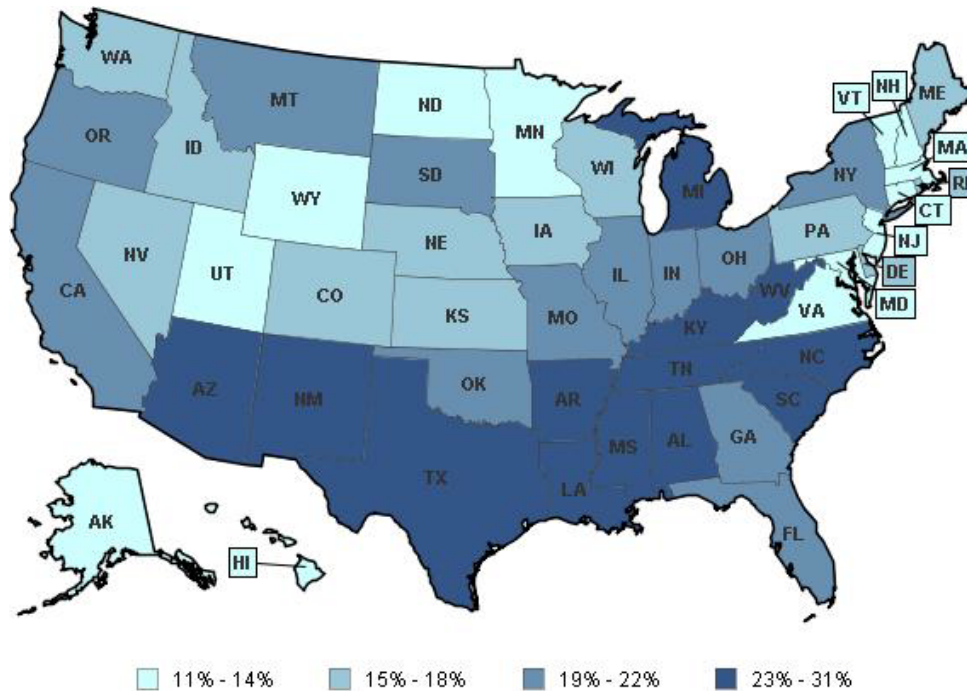 WA
MT
ND
MN
VT
NH
ME
OR
ID
SD
WI
MI
NY
MA
WY
CT
NV
NE
IA
PA
NJ
UT
IL
IN
OH
DE
CA
CO
KS
MO
WV
VA
MD
KY
AZ
NM
OK
AR
TN
NC
SC
MS
AL
GA
TX
LA
FL
AK
HI
11% - 14%
15% - 18%
19% - 22%
23% - 31%